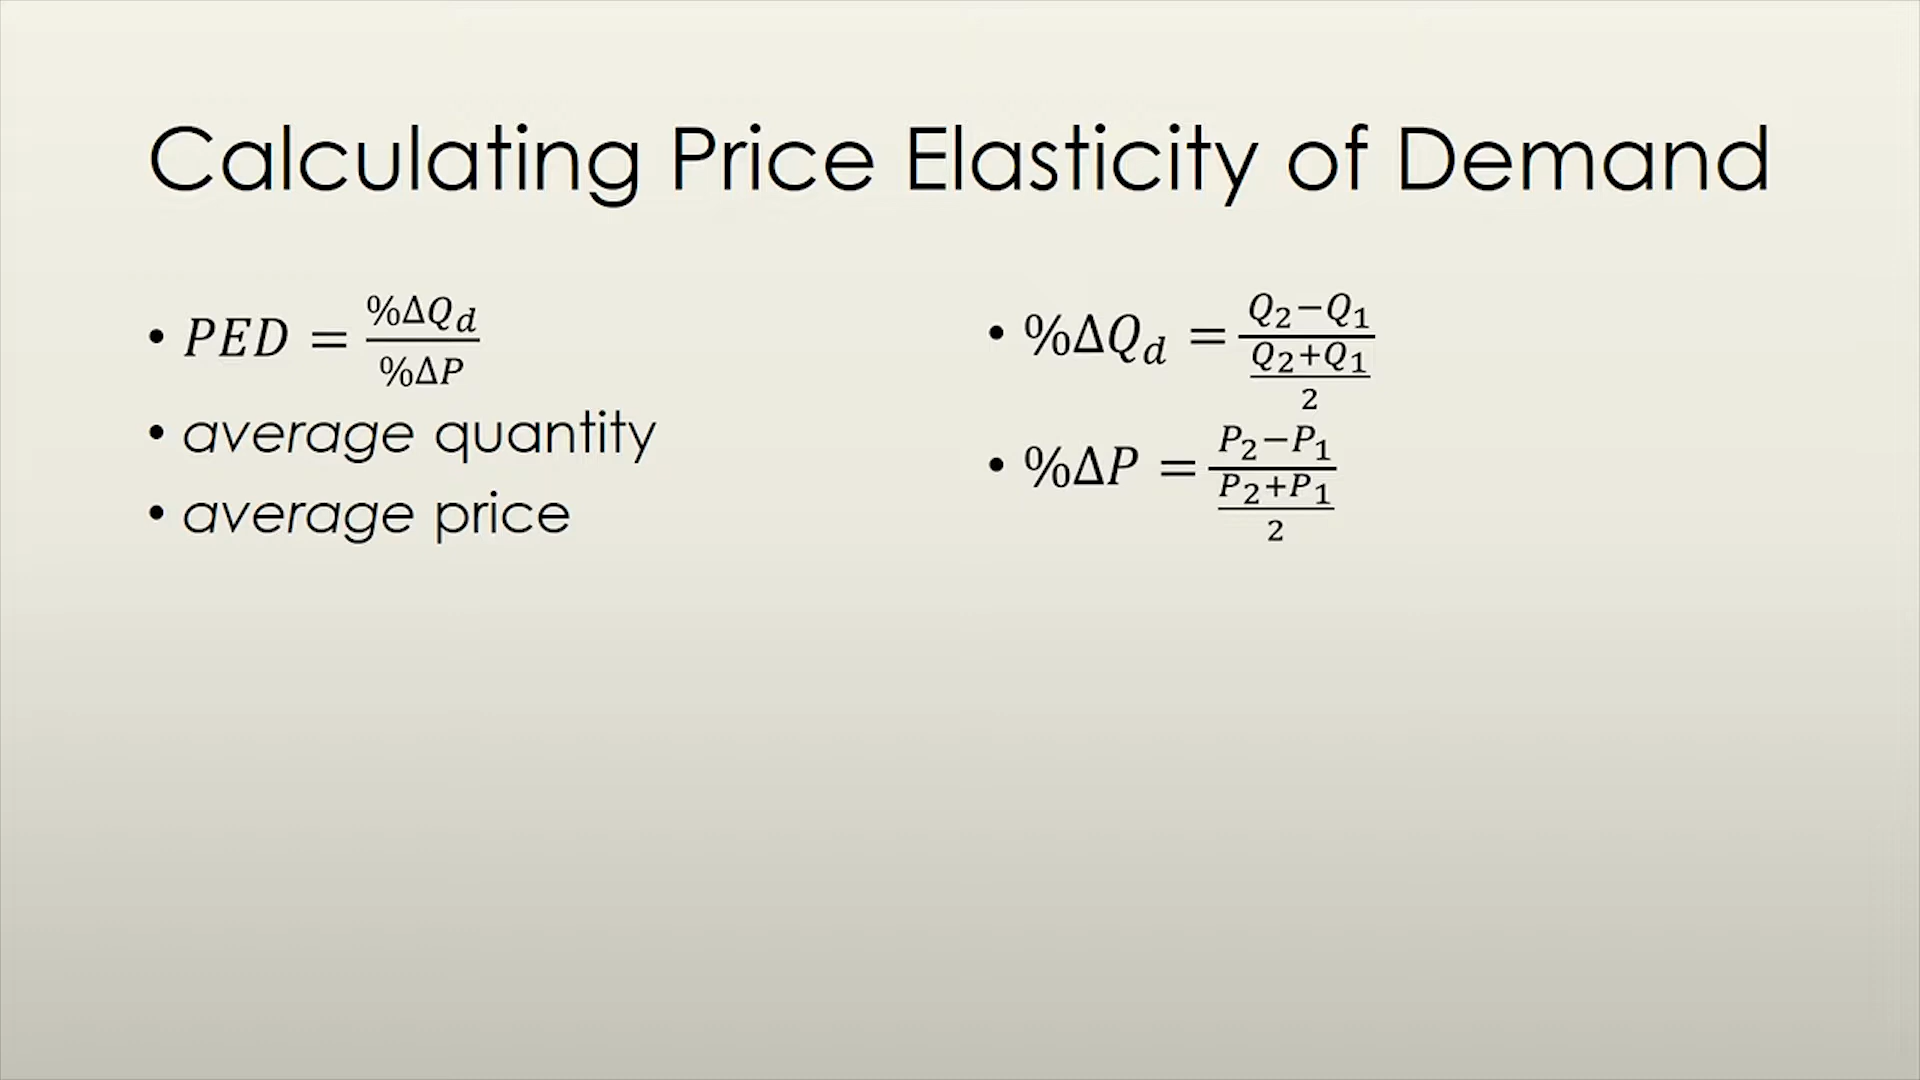 Calculating Price Elasticity of Demand
• PED = %ΔQd / %ΔP
• average quantity
• average price
• %ΔQd = Q2−Q1 / Q2+Q1 / 2
• %ΔP = P2−P1 / P2+P1 / 2